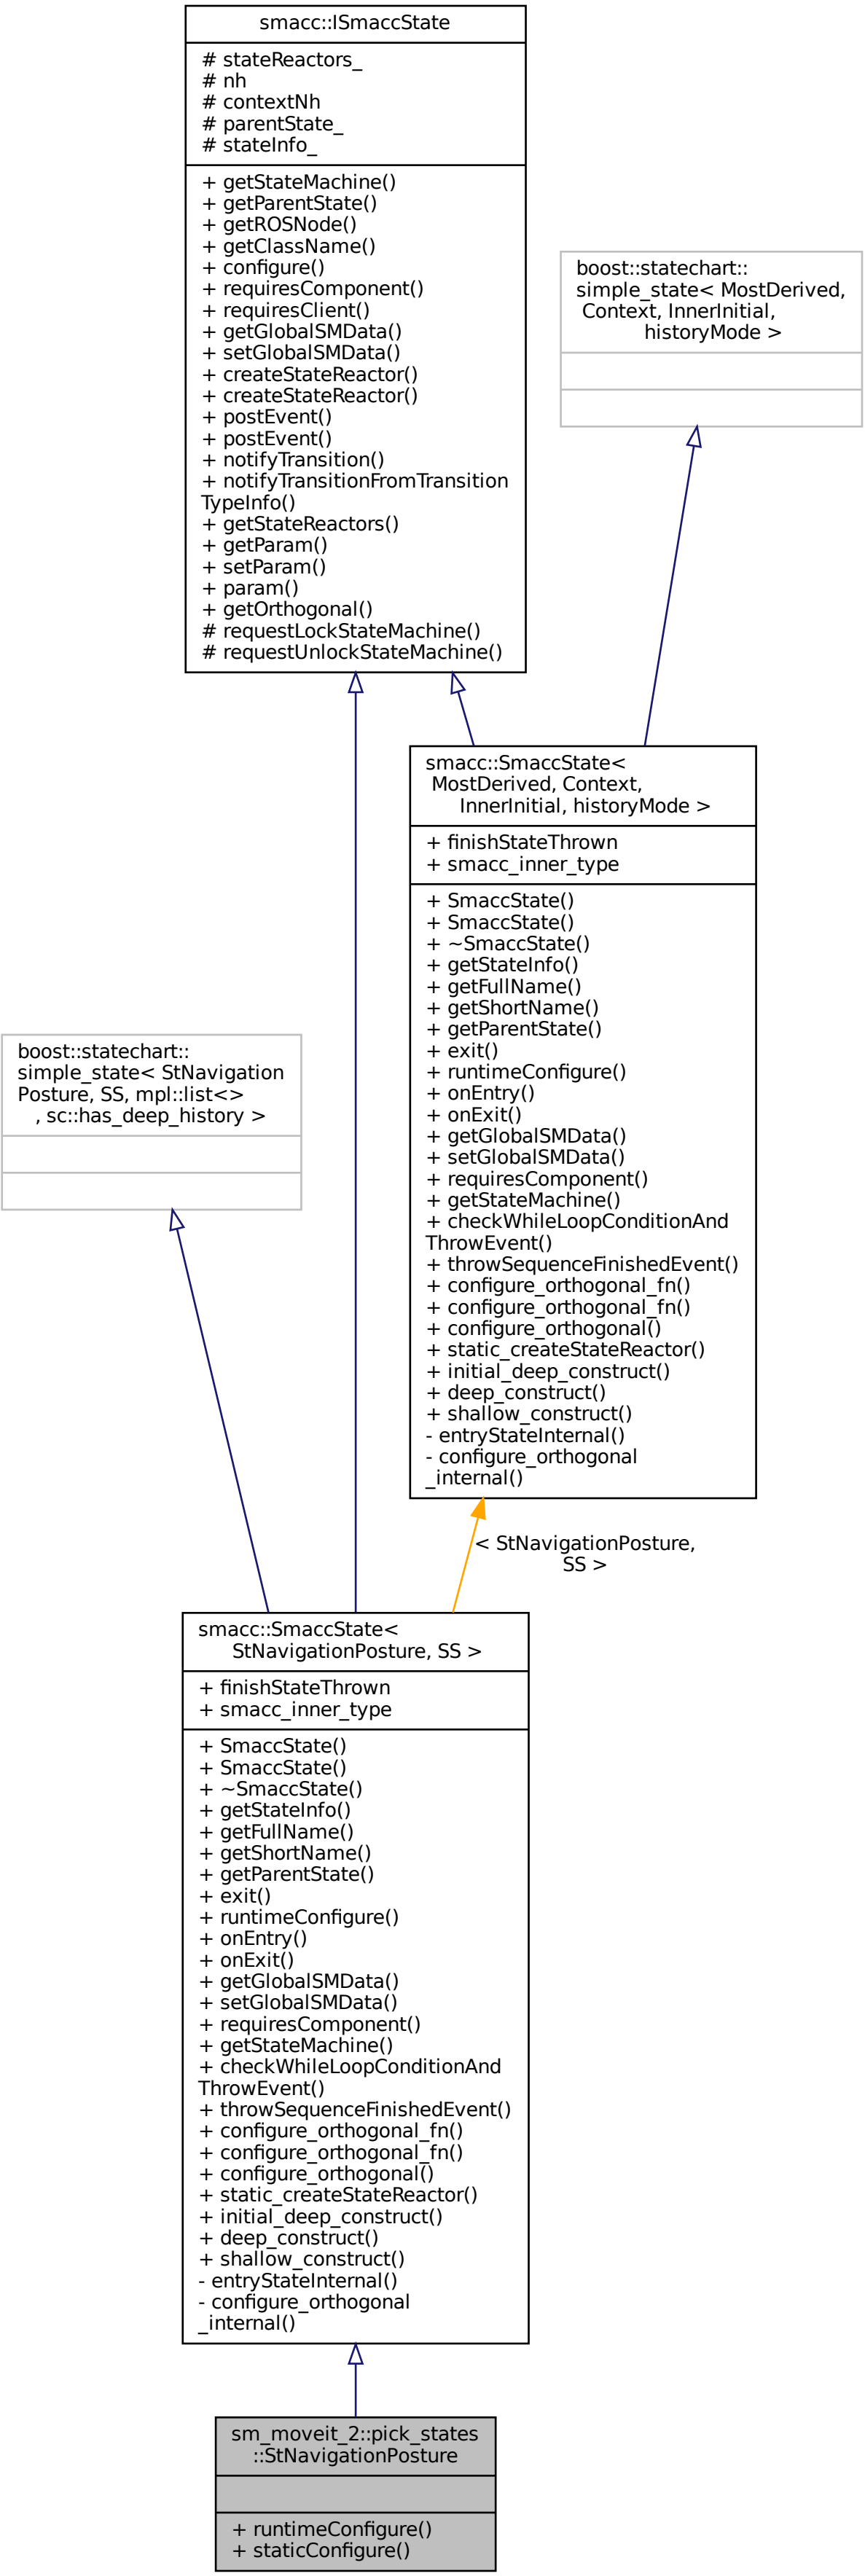 smacc::ISmaccState
# stateReactors_
# nh
# contextNh
# parentState_
# stateInfo_
+ getStateMachine()
+ getParentState()
+ getROSNode()
+ getClassName()
+ configure()
+ requiresComponent()
+ requiresClient()
+ getGlobalSMData()
+ setGlobalSMData()
+ createStateReactor()
+ createStateReactor()
+ postEvent()
+ postEvent()
+ notifyTransition()
+ notifyTransitionFromTransition
TypeInfo()
+ getStateReactors()
+ getParam()
+ setParam()
+ param()
+ getOrthogonal()
# requestLockStateMachine()
# requestUnlockStateMachine()
boost::statechart::
simple_state< MostDerived,
Context, InnerInitial,
historyMode >
smacc::SmaccState<
MostDerived, Context,
InnerInitial, historyMode >
+ finishStateThrown
+ smacc_inner_type
+ SmaccState()
+ SmaccState()
+ ~SmaccState()
+ getStateInfo()
+ getFullName()
+ getShortName()
+ getParentState()
+ exit()
+ runtimeConfigure()
+ onEntry()
+ onExit()
+ getGlobalSMData()
+ setGlobalSMData()
+ requiresComponent()
+ getStateMachine()
+ checkWhileLoopConditionAnd
ThrowEvent()
+ throwSequenceFinishedEvent()
+ configure_orthogonal_fn()
+ configure_orthogonal_fn()
+ configure_orthogonal()
+ static_createStateReactor()
+ initial_deep_construct()
+ deep_construct()
+ shallow_construct()
- entryStateInternal()
- configure_orthogonal
_internal()
boost::statechart::
simple_state< StNavigation
Posture, SS, mpl::list<>
, sc::has_deep_history >
< StNavigationPosture,
SS >
smacc::SmaccState<
StNavigationPosture, SS >
+ finishStateThrown
+ smacc_inner_type
+ SmaccState()
+ SmaccState()
+ ~SmaccState()
+ getStateInfo()
+ getFullName()
+ getShortName()
+ getParentState()
+ exit()
+ runtimeConfigure()
+ onEntry()
+ onExit()
+ getGlobalSMData()
+ setGlobalSMData()
+ requiresComponent()
+ getStateMachine()
+ checkWhileLoopConditionAnd
ThrowEvent()
+ throwSequenceFinishedEvent()
+ configure_orthogonal_fn()
+ configure_orthogonal_fn()
+ configure_orthogonal()
+ static_createStateReactor()
+ initial_deep_construct()
+ deep_construct()
+ shallow_construct()
- entryStateInternal()
- configure_orthogonal
_internal()
sm_moveit_2::pick_states
::StNavigationPosture
+ runtimeConfigure()
+ staticConfigure()